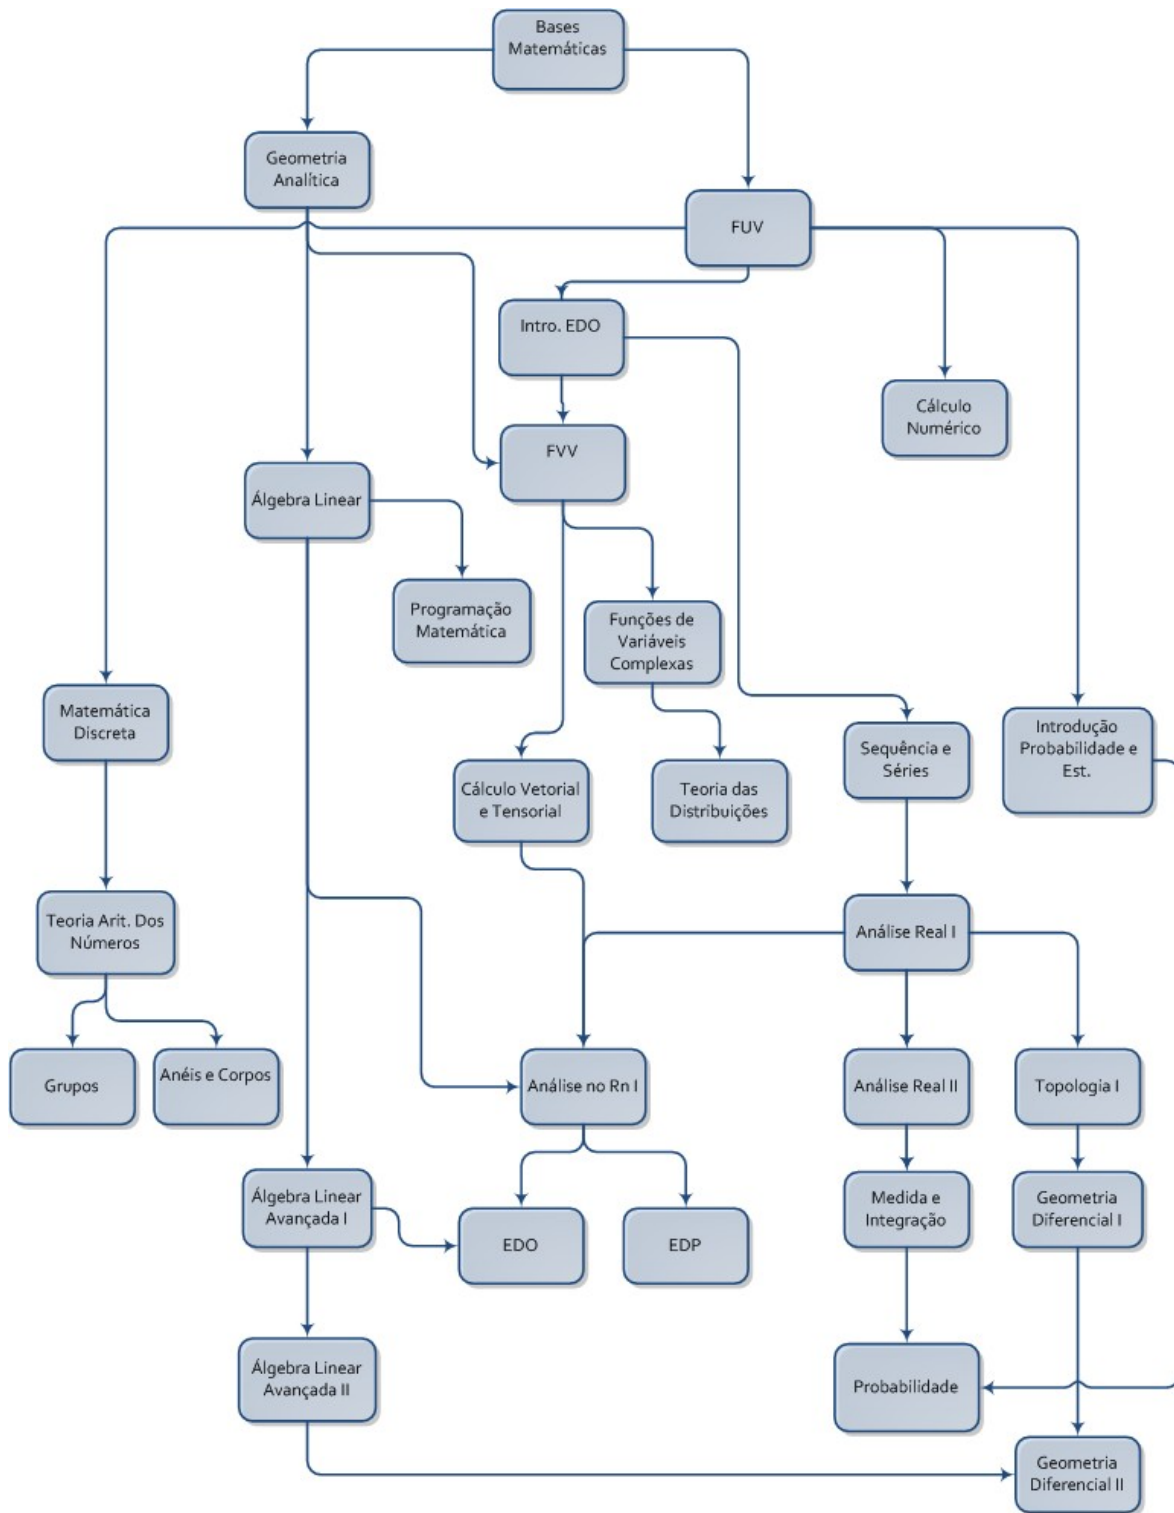 Bases
Matemáticas
Geometria
Analítica
FUV
Intro. EDO
Cálculo
Numérico
FVV
Álgebra Linear
Programação
Matemática
Funções de
Variáveis
Complexas
Matemática
Discreta
Introdução
Probabilidade e
Est.
Sequência e
Séries
Cálculo Vetorial
e Tensorial
Teoria das
Distribuições
Teoria Arit. Dos
Números
Análise Real I
Grupos
Anéis e Corpos
Análise no Rn I
Análise Real II
Topologia I
Álgebra Linear
Avançada I
EDO
EDP
Medida e
Integração
Geometria
Diferencial I
Álgebra Linear
Avançada II
Probabilidade
Geometria
Diferencial II